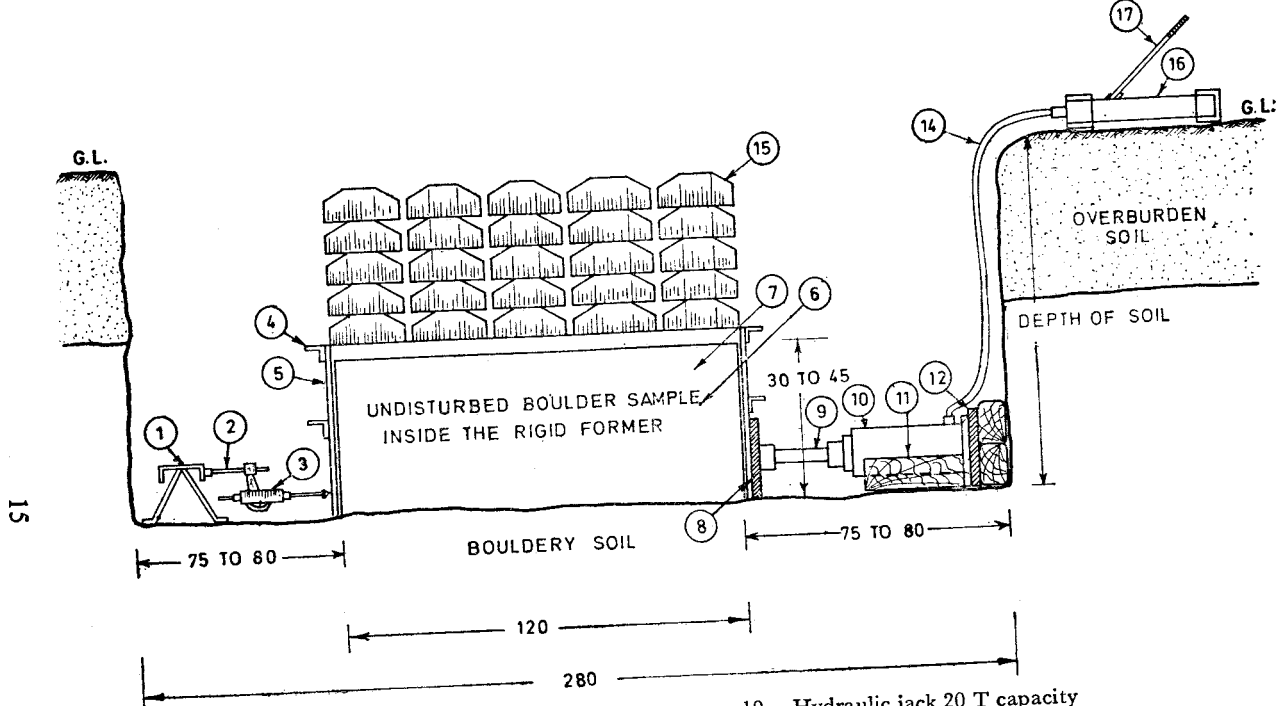 17
16
G.L:
14
15
G.L.
OVERBURDEN
SOIL
7
6
4
DEPTH OF SOIL
5
30 TO 45
12
UNDISTURBED BOULDER SAMPLE
INSIDE THE RIGID FORMER
9
10
11
1
2
3
15
8
BOULDERY SOIL
75 TO 80
75 TO 80
120
280
10 Hydraulic jack 20 T capacity